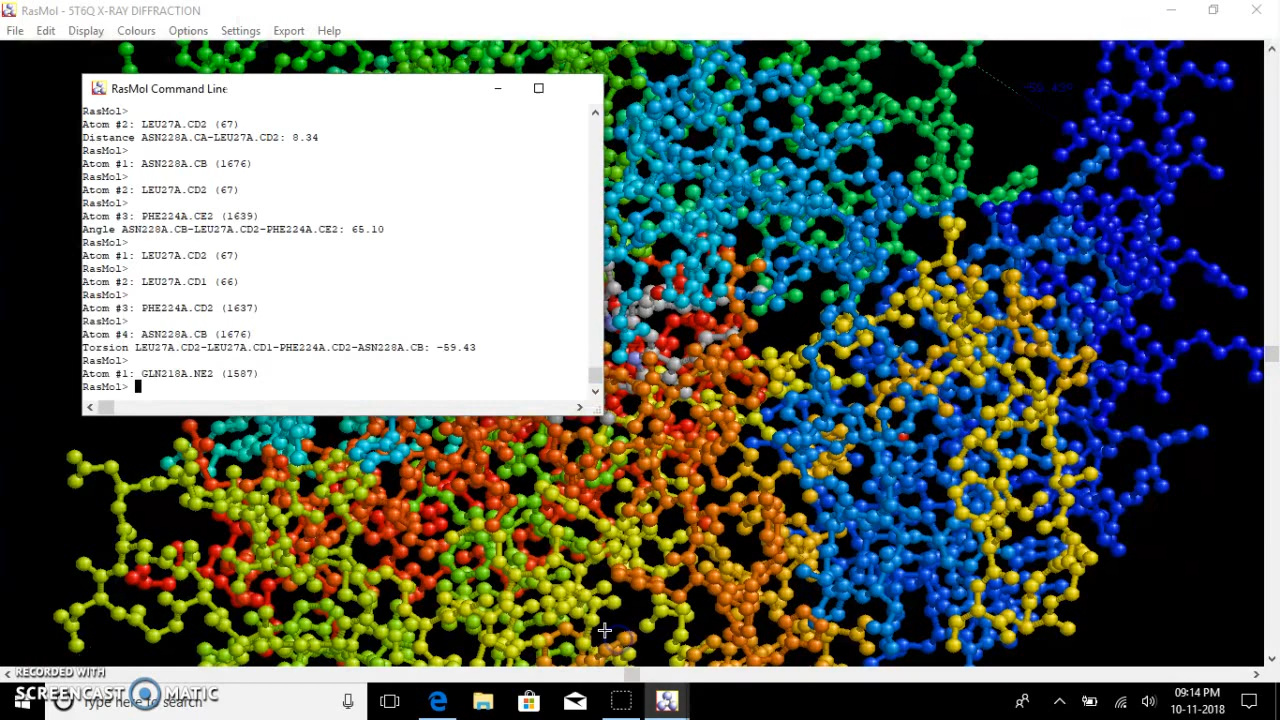 RasMol - 5T6Q X-RAY DIFFRACTION
File Edit Display Colours Options Settings Export Help
-55.439
RasMol Command Line
RasMol>
Atom #2: LEU27A.CD2 (67)
Distance ASN228A.CA-LEU27A.CD2: 8.34
RasMol>
Atom #1: ASN228A.CB (1676)
RasMol>
Atom #2: LEU27A.CD2 (67)
RasMol>
Atom #3: PHE224A.CE2 (1639)
Angle ASN228A.CB-LEU27A.CD2-PHE224A.CE2: 65.10
RasMol>
Atom #1: LEU27A.CD2 (67)
RasMol>
Atom #2: LEU27A.CD1 (66)
RasMol>
Atom #3: PHE224A.CD2 (1637)
RasMol>
Atom #4: ASN228A.CB (1676)
Torsion LEU27A.CD2-LEU27A.CD1-PHE224A.CD2-ASN228A.CB: -59.43
RasMol>
Atom #1: GLN218A.NE2 (1587)
RasMol>
RECORDED WITH
SCREENCAST MATIC
Type here to search
09:14 PM
10-11-2018